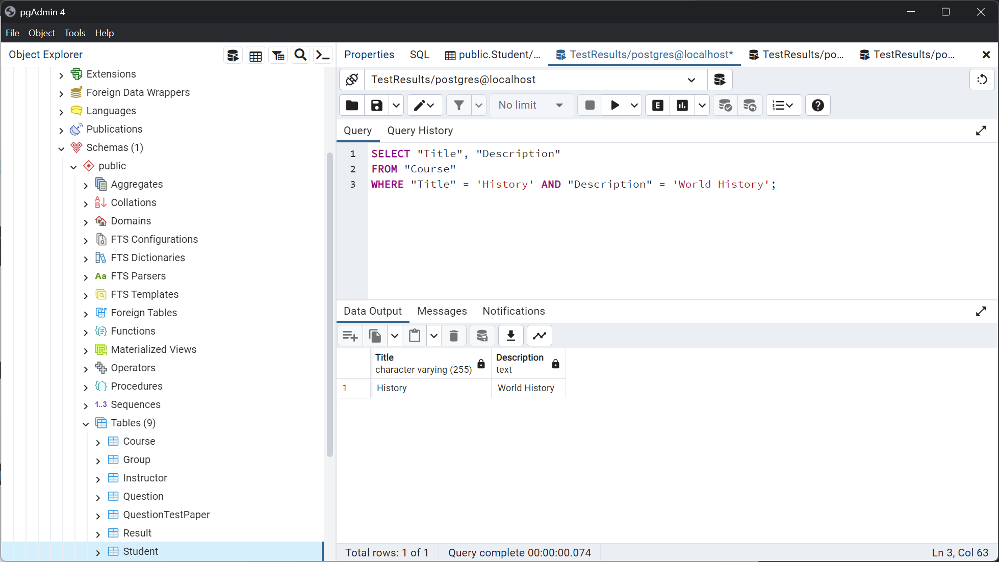 pgAdmin 4
File Object Tools Help
Object Explorer
Properties SQL public.Student/... TestResults/postgres@localhost* TestResults/po... TestResults/po...
Extensions
Foreign Data Wrappers
Languages
Publications
Schemas (1)
public
Aggregates
Collations
Domains
FTS Configurations
FTS Dictionaries
Aa FTS Parsers
FTS Templates
Foreign Tables
Functions
Materialized Views
Operators
Procedures
1..3 Sequences
Tables (9)
Course
Group
Instructor
Question
QuestionTestPaper
Result
Student
TestResults/postgres@localhost
No limit E
Query Query History
1 SELECT "Title", "Description"
2 FROM "Course"
3 WHERE "Title" = 'History' AND "Description" = 'World History';
Data Output Messages Notifications
Title Description
character varying (255) text
1 History World History
Total rows: 1 of 1 Query complete 00:00:00.074 Ln 3, Col 63